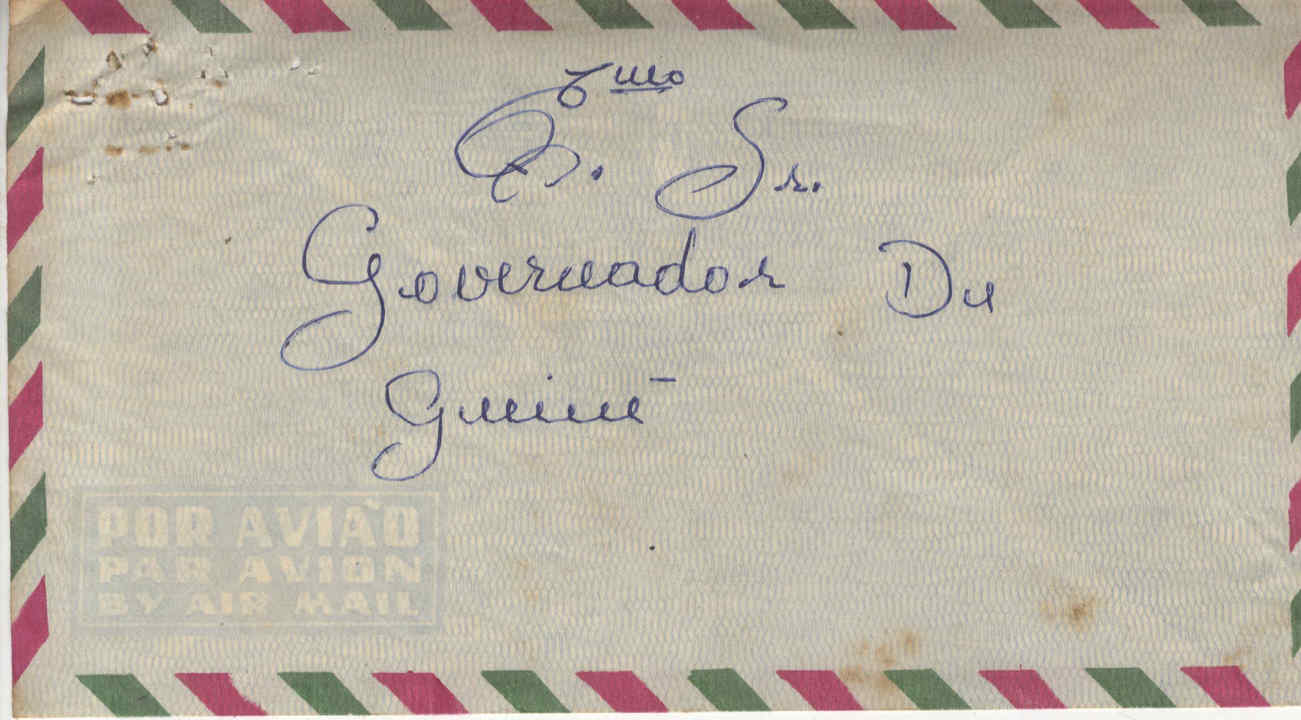 Exmo
Sr.
Governador Da
Guiné
POR AVIÃO
PAR AVION
BY AIR MAIL